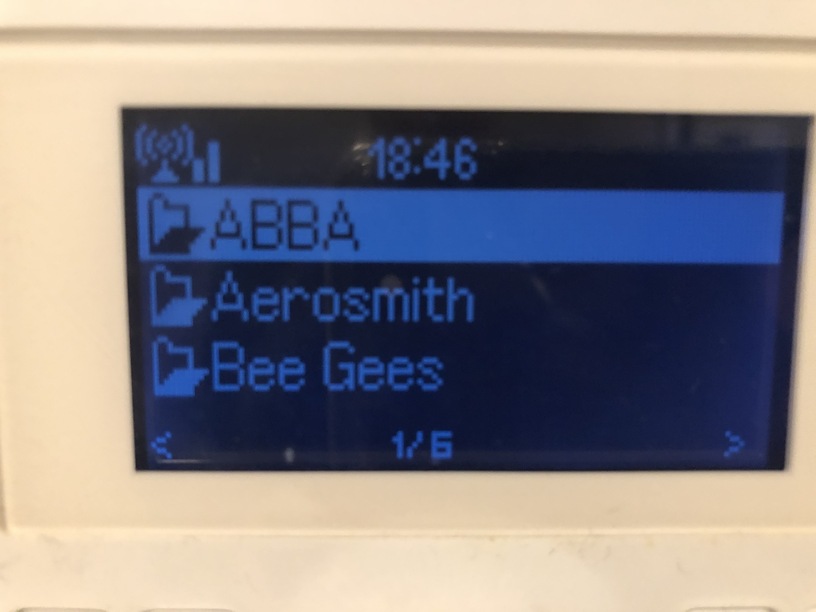 18:46
ABBA
Aerosmith
Bee Gees
< 1/6 >